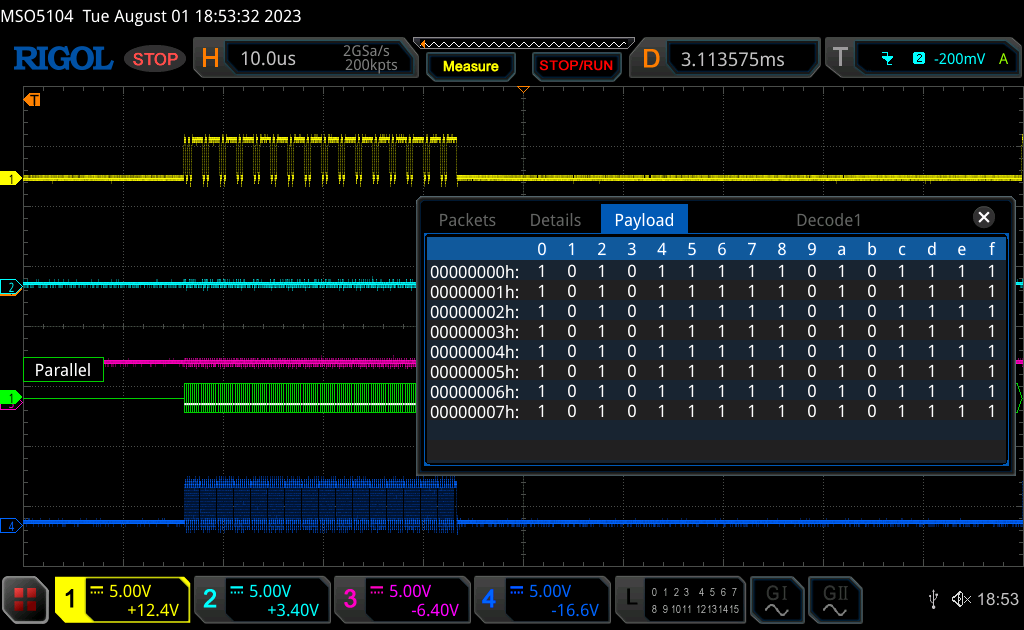 MSO5104 Tue August 01 18:53:32 2023
RIGOL STOP H 10.0us 2GSa/s 200kpts Measure STOP/RUN D 3.113575ms T 2 -200mV A
T
1
Packets Details Payload Decode1
0 1 2 3 4 5 6 7 8 9 a b c d e f
00000000h: 1 0 1 0 1 1 1 1 1 0 1 0 1 1 1 1
00000001h: 1 0 1 0 1 1 1 1 1 0 1 0 1 1 1 1
2
00000002h: 1 0 1 0 1 1 1 1 1 0 1 0 1 1 1 1
00000003h: 1 0 1 0 1 1 1 1 1 0 1 0 1 1 1 1
00000004h: 1 0 1 0 1 1 1 1 1 0 1 0 1 1 1 1
Parallel
00000005h: 1 0 1 0 1 1 1 1 1 0 1 0 1 1 1 1
00000006h: 1 0 1 0 1 1 1 1 1 0 1 0 1 1 1 1
1
00000007h: 1 0 1 0 1 1 1 1 1 0 1 0 1 1 1 1
4
1 5.00V +12.4V
2 5.00V +3.40V
3 5.00V -6.40V
4 5.00V -16.6V
L 0 1 2 3 4 5 6 7
8 9 10 11 12 13 14 15
GI
GII
18:53